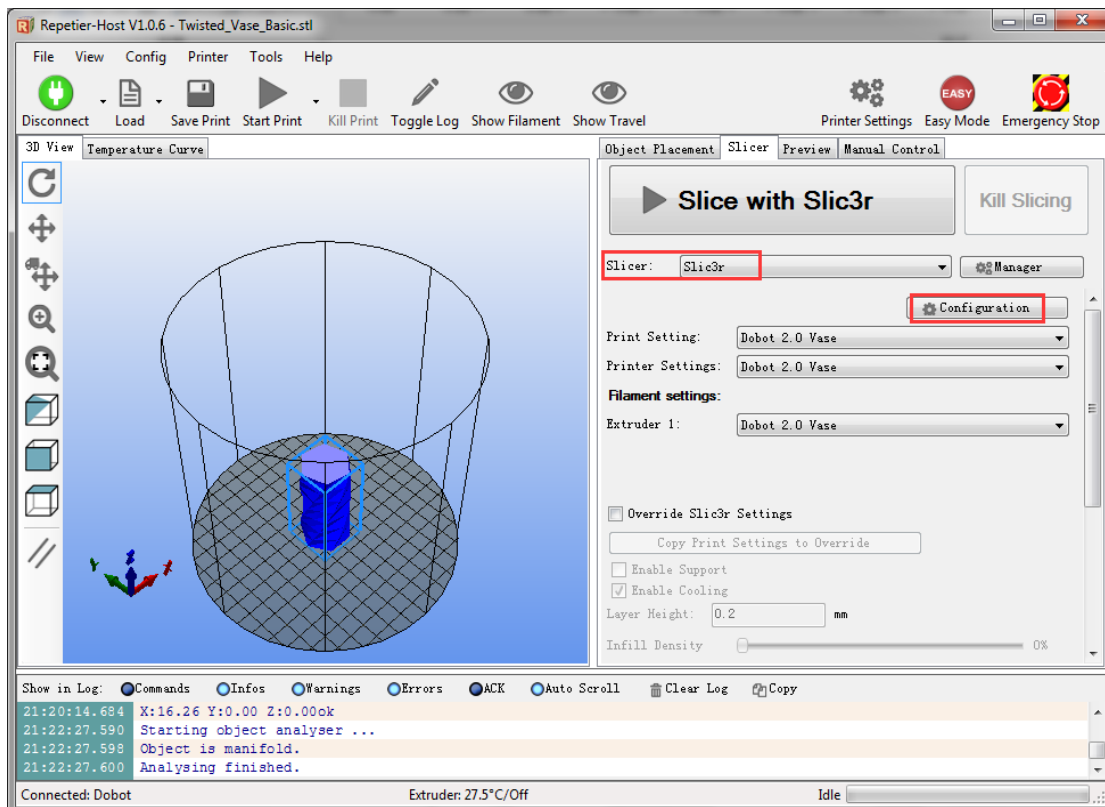 Repetier-Host V1.0.6 - Twisted_Vase_Basic.stl
File View Config Printer Tools Help
Disconnect Load Save Print Start Print Kill Print Toggle Log Show Filament Show Travel Printer Settings Easy Mode Emergency Stop
EASY
3D View Temperature Curve
Object Placement Slicer Preview Manual Control
Slice with Slic3r
Kill Slicing
Slicer: Slic3r
Manager
Configuration
Print Setting: Dobot 2.0 Vase
Printer Settings: Dobot 2.0 Vase
Filament settings:
Extruder 1: Dobot 2.0 Vase
Override Slic3r Settings
Copy Print Settings to Override
Enable Support
Enable Cooling
Layer Height: 0.2 mm
Infill Density 0%
Show in Log: Commands Infos Warnings Errors ACK Auto Scroll Clear Log Copy
21:20:14.684 X:16.26 Y:0.00 Z:0.00ok
21:22:27.590 Starting object analyser ...
21:22:27.598 Object is manifold.
21:22:27.600 Analysing finished.
Connected: Dobot Extruder: 27.5°C/Off Idle